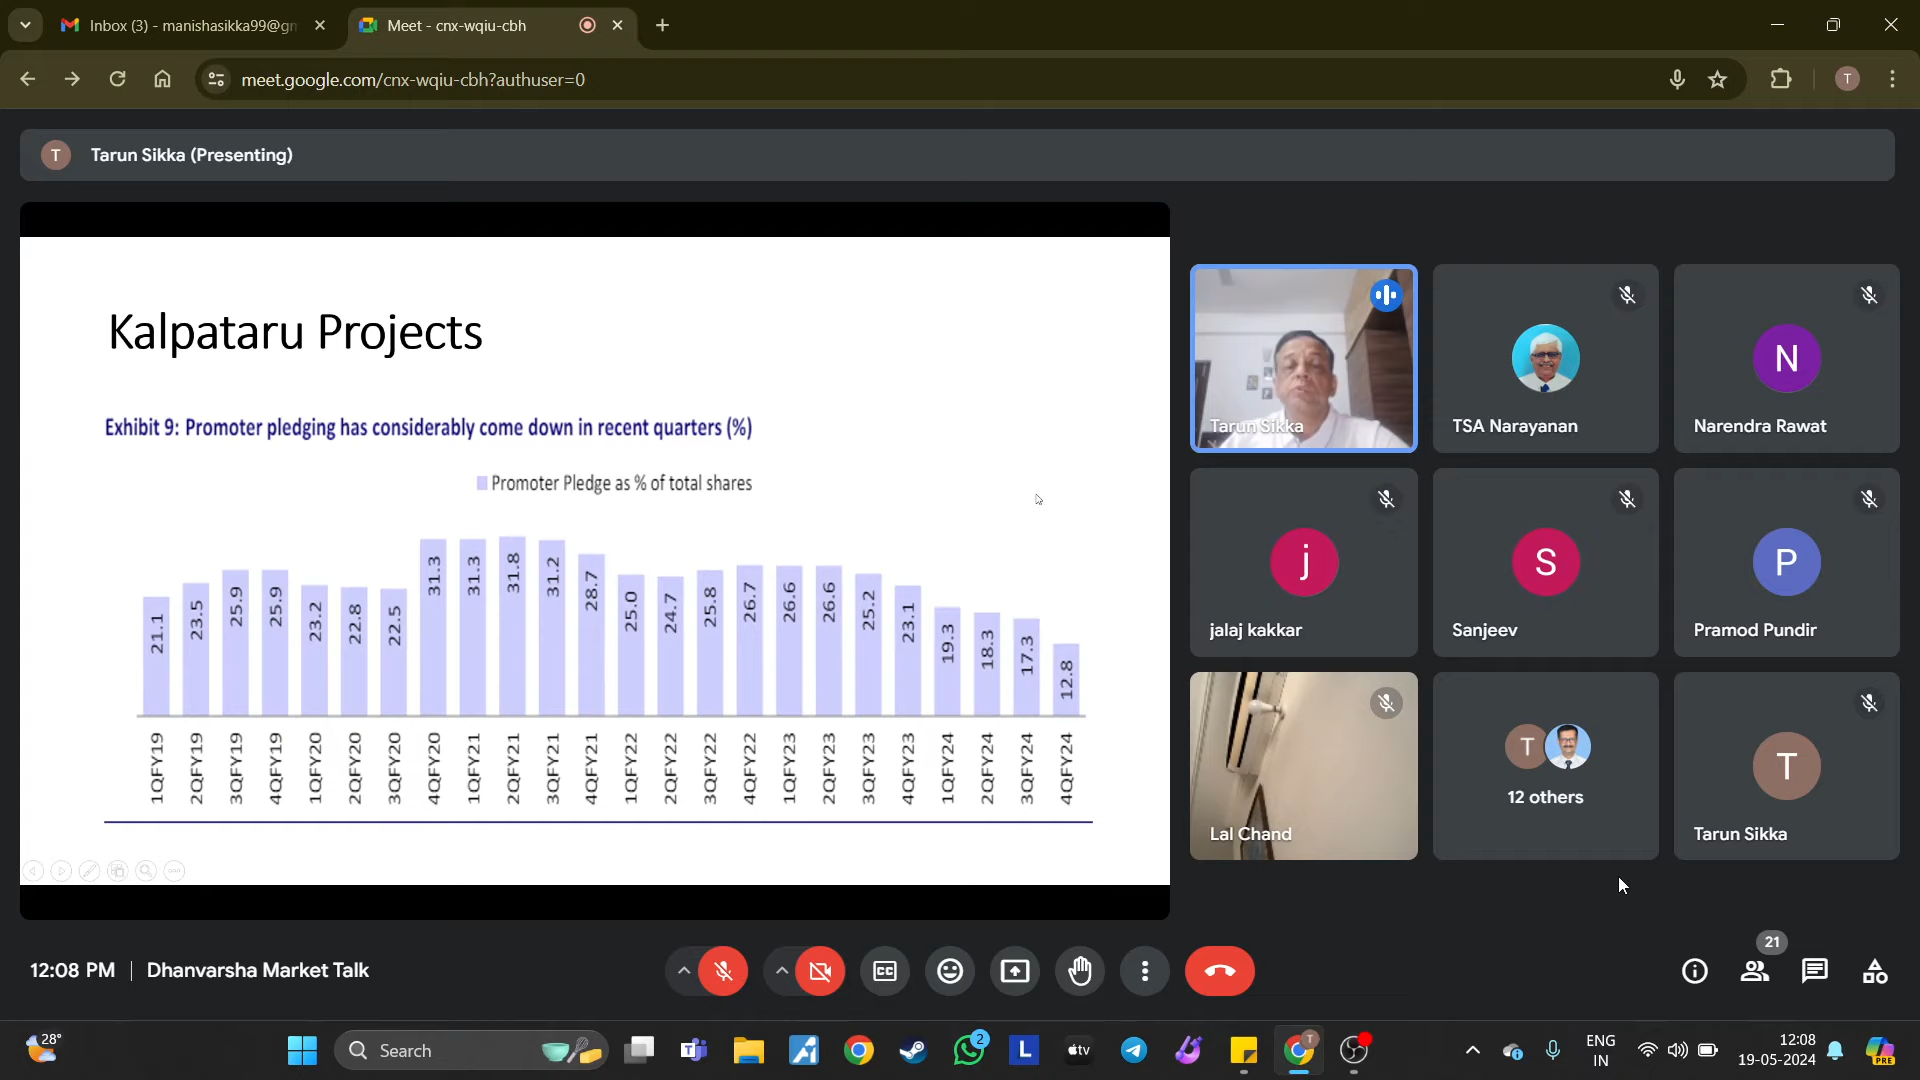 Inbox (3) - manishasikka99@gm
Meet - cnx-wqiu-cbh
meet.google.com/cnx-wqiu-cbh?authuser=0
T
T
Tarun Sikka (Presenting)
Kalpataru Projects
Exhibit 9: Promoter pledging has considerably come down in recent quarters (%)
Promoter Pledge as % of total shares
21.1
23.5
25.9
25.9
23.2
22.8
22.5
31.3
31.3
31.8
31.2
28.7
25.0
24.7
25.8
26.7
26.6
26.6
25.2
23.1
19.3
18.3
17.3
12.8
1QFY19
2QFY19
3QFY19
4QFY19
1QFY20
2QFY20
3QFY20
4QFY20
1QFY21
2QFY21
3QFY21
4QFY21
1QFY22
2QFY22
3QFY22
4QFY22
1QFY23
2QFY23
3QFY23
4QFY23
1QFY24
2QFY24
3QFY24
4QFY24
Tarun Sikka
TSA Narayanan
N
Narendra Rawat
j
jalaj kakkar
S
Sanjeev
P
Pramod Pundir
Lal Chand
T
12 others
T
Tarun Sikka
12:08 PM
Dhanvarsha Market Talk
CC
21
28°
Search
2
L
tv
T
ENG
IN
12:08
19-05-2024
PRE